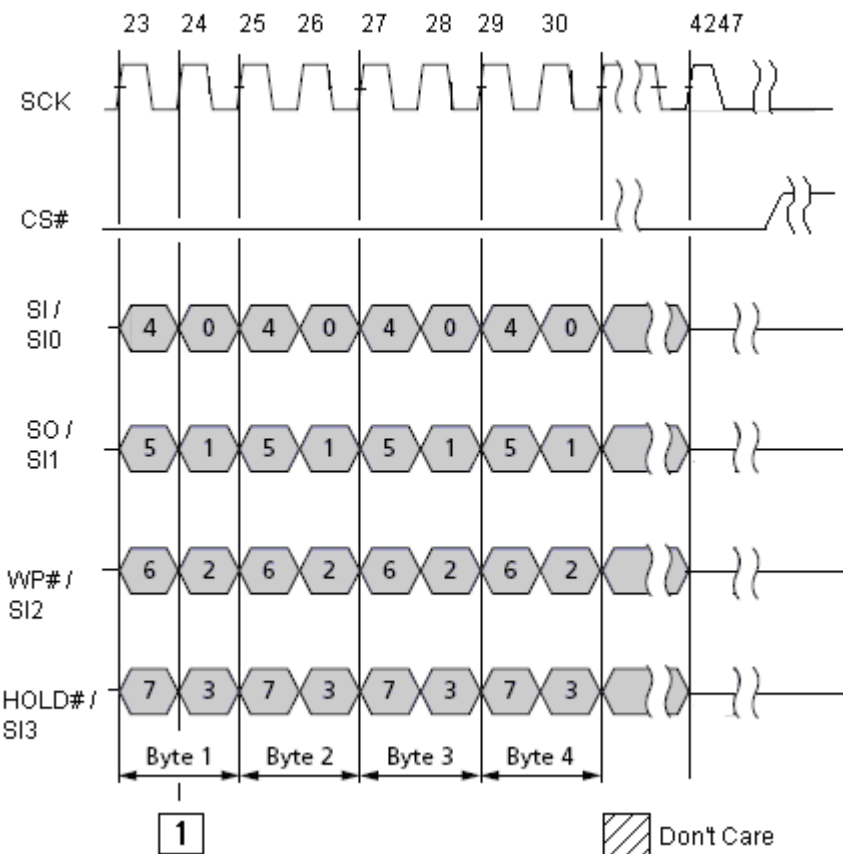 23 24 25 26 27 28 29 30 4247
SCK
CS#
SI /
SI0
4 0 4 0 4 0 4 0
SO /
SI1
5 1 5 1 5 1 5 1
WP# /
SI2
6 2 6 2 6 2 6 2
HOLD# /
SI3
7 3 7 3 7 3 7 3
Byte 1 Byte 2 Byte 3 Byte 4
1
Don't Care